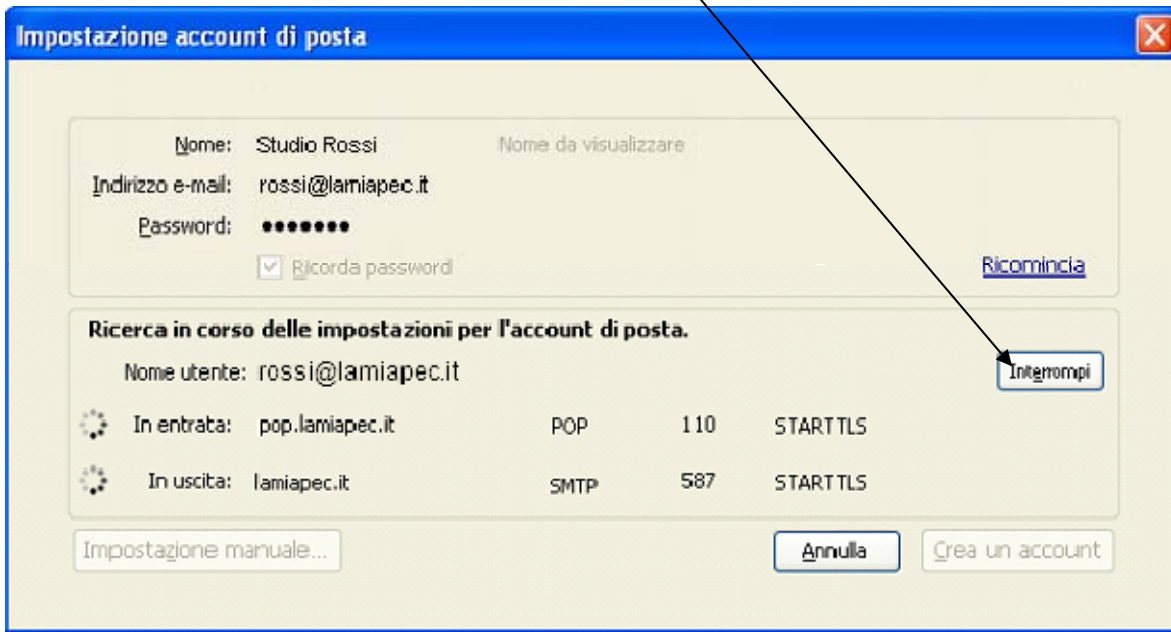 Impostazione account di posta
Nome: Studio Rossi Nome da visualizzare
Indirizzo e-mail: rossi@lamiapec.it
Password: •••••••
Ricorda password Ricomincia
Ricerca in corso delle impostazioni per l'account di posta.
Nome utente: rossi@lamiapec.it Interrompi
In entrata: pop.lamiapec.it POP 110 STARTTLS
In uscita: lamiapec.it SMTP 587 STARTTLS
Impostazione manuale... Annulla Crea un account